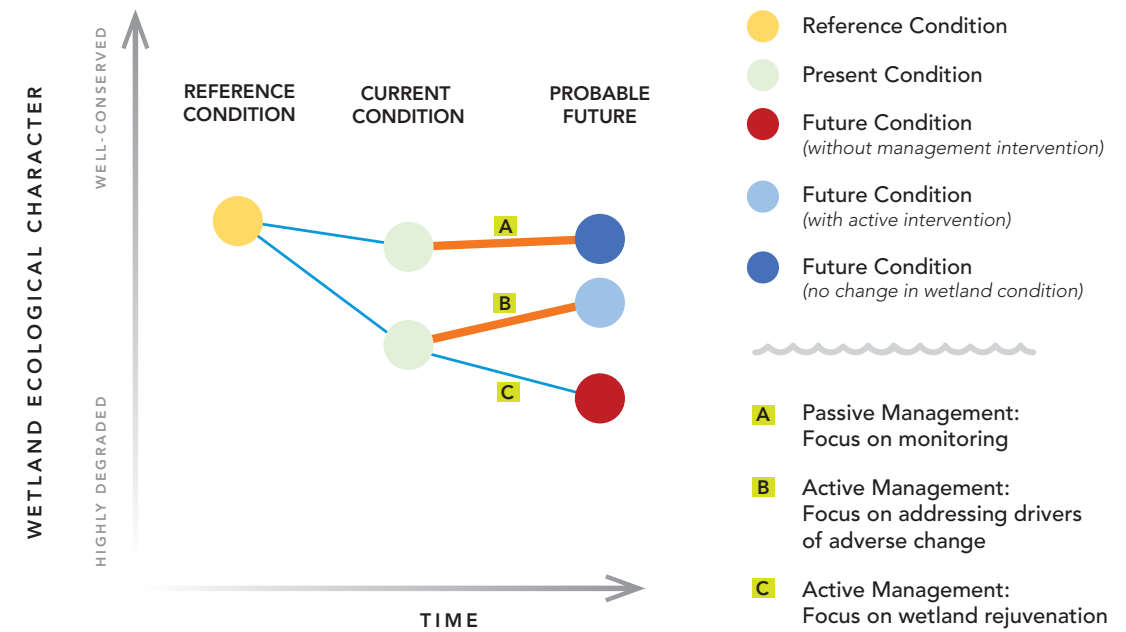 WETLAND ECOLOGICAL CHARACTER
WELL-CONSERVED
HIGHLY DEGRADED
REFERENCE
CONDITION
CURRENT
CONDITION
PROBABLE
FUTURE
A
B
C
TIME
Reference Condition
Present Condition
Future Condition
(without management intervention)
Future Condition
(with active intervention)
Future Condition
(no change in wetland condition)
A
Passive Management:
Focus on monitoring
B
Active Management:
Focus on addressing drivers
of adverse change
C
Active Management:
Focus on wetland rejuvenation